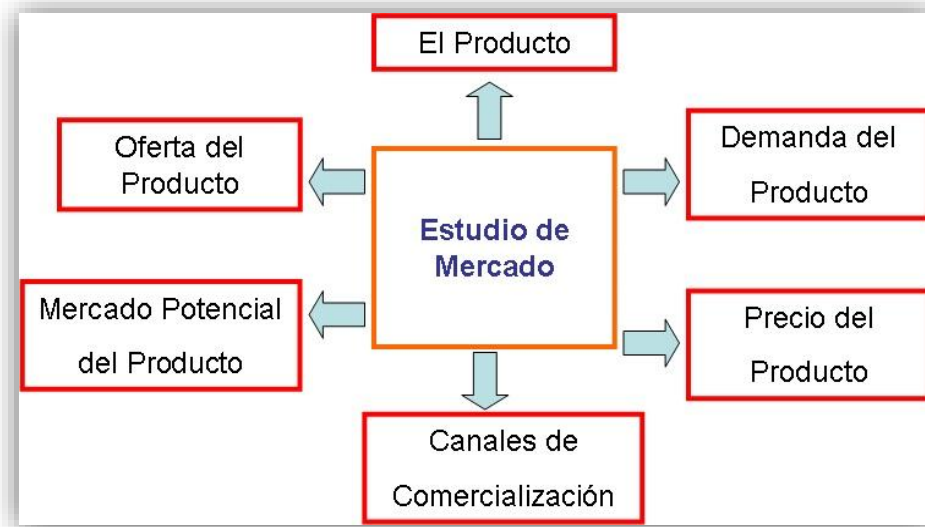 El Producto
Oferta del
Producto
Demanda del
Producto
Estudio de
Mercado
Mercado Potencial
del Producto
Precio del
Producto
Canales de
Comercialización